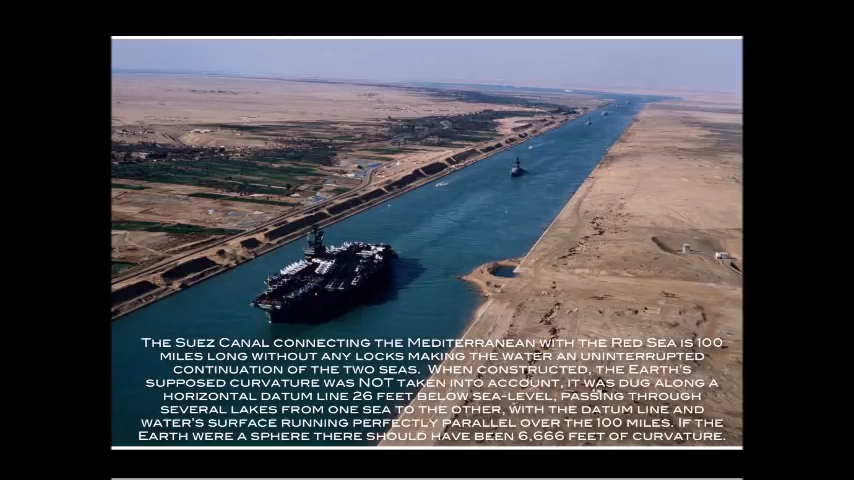 The Suez Canal connecting the Mediterranean with the Red Sea is 100
miles long without any locks making the water an uninterrupted
continuation of the two seas. When constructed, the Earth's
supposed curvature was NOT taken into account, it was dug along a
horizontal datum line 26 feet below sea-level, passing through
several lakes from one sea to the other, with the datum line and
water's surface running perfectly parallel over the 100 miles. If the
Earth were a sphere there should have been 6,666 feet of curvature.